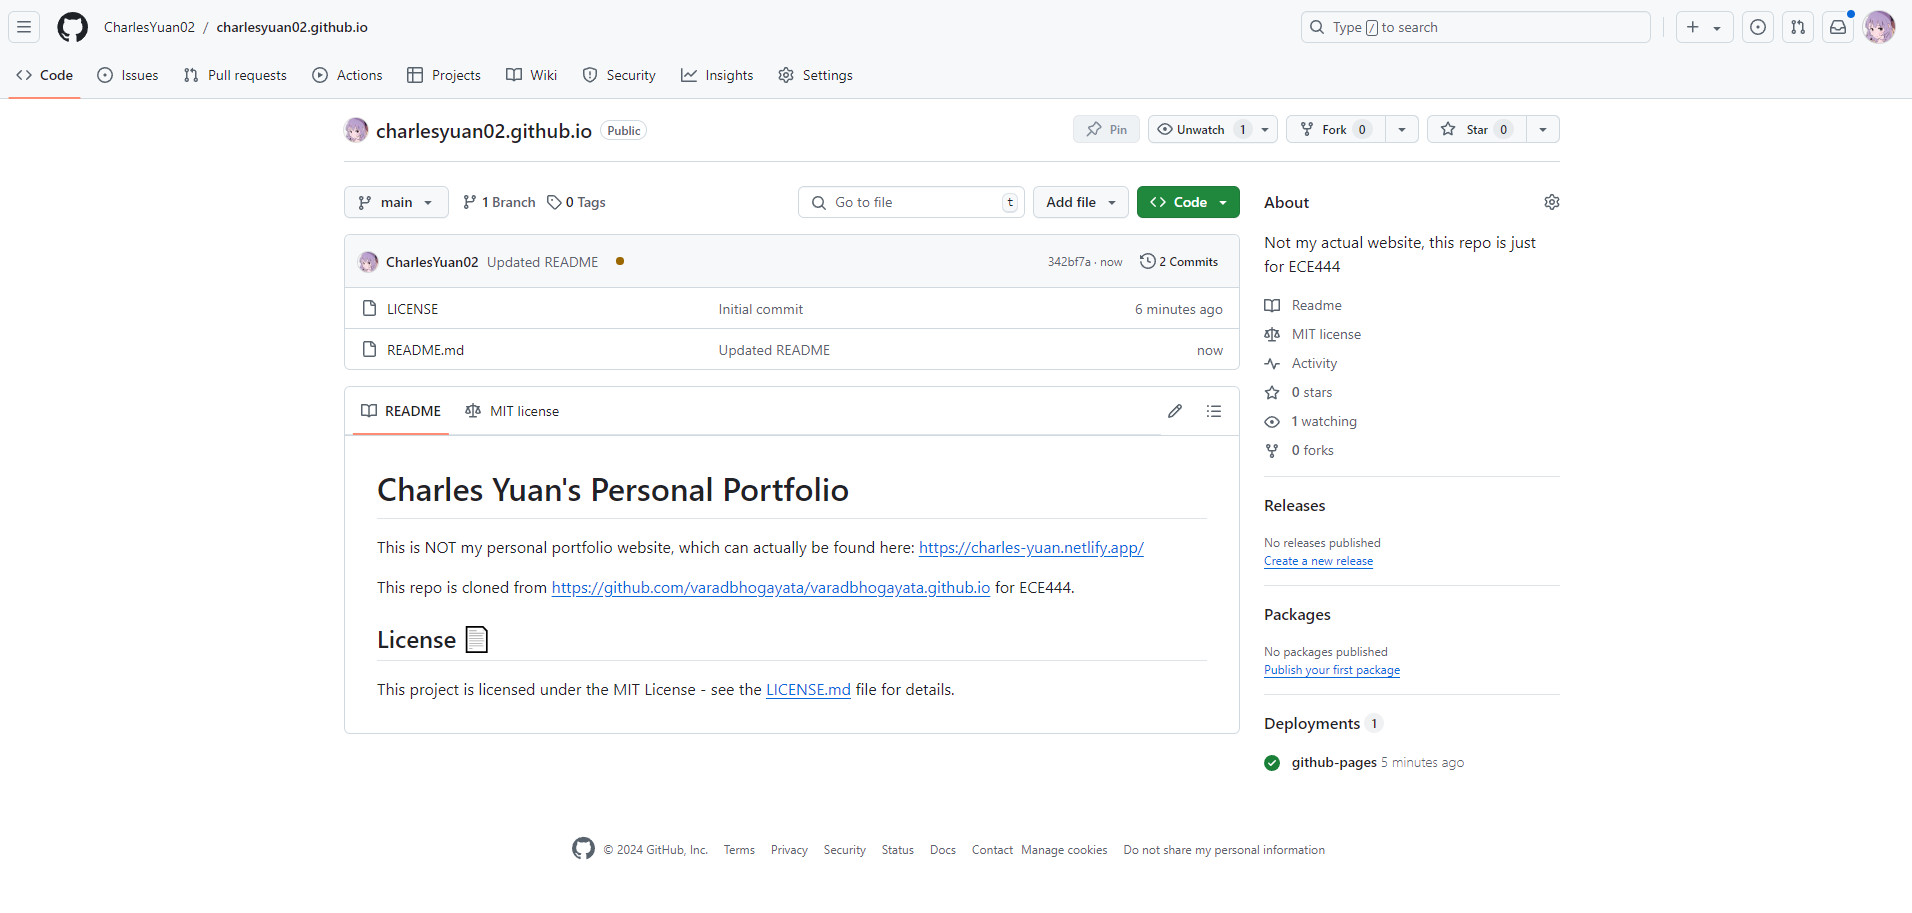 CharlesYuan02 / charlesyuan02.github.io
Type / to search
Code Issues Pull requests Actions Projects Wiki Security Insights Settings
charlesyuan02.github.io Public
Pin Unwatch 1 Fork 0 Star 0
main 1 Branch 0 Tags Go to file t Add file Code
CharlesYuan02 Updated README 342bf7a · now 2 Commits
LICENSE Initial commit 6 minutes ago
README.md Updated README now
README MIT license
Charles Yuan's Personal Portfolio
This is NOT my personal portfolio website, which can actually be found here: https://charles-yuan.netlify.app/
This repo is cloned from https://github.com/varadbhogayata/varadbhogayata.github.io for ECE444.
License
This project is licensed under the MIT License - see the LICENSE.md file for details.
About
Not my actual website, this repo is just
for ECE444
Readme
MIT license
Activity
0 stars
1 watching
0 forks
Releases
No releases published
Create a new release
Packages
No packages published
Publish your first package
Deployments 1
github-pages 5 minutes ago
© 2024 GitHub, Inc. Terms Privacy Security Status Docs Contact Manage cookies Do not share my personal information